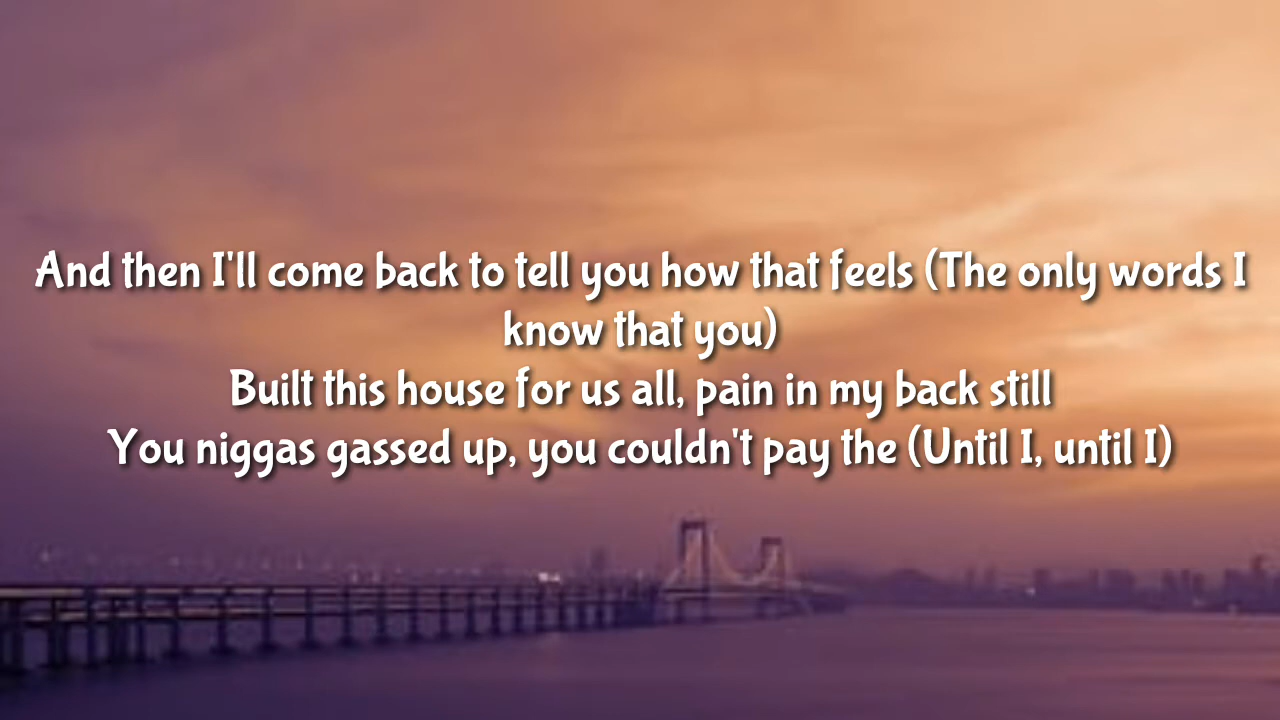 And then I'll come back to tell you how that feels (The only words I
know that you)
Built this house for us all, pain in my back still
You niggas gassed up, you couldn't pay the (Until I, until I)